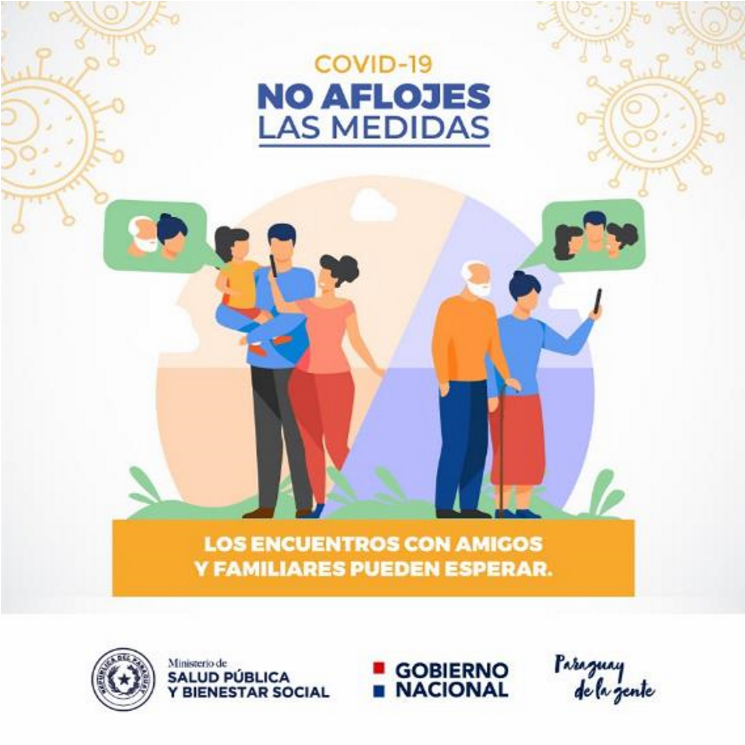 COVID-19
NO AFLOJES
LAS MEDIDAS
LOS ENCUENTROS CON AMIGOS
Y FAMILIARES PUEDEN ESPERAR.
REPÚBLICA DEL PARAGUAY
Ministerio de
SALUD PÚBLICA
Y BIENESTAR SOCIAL
GOBIERNO
NACIONAL
Paraguay
de la gente